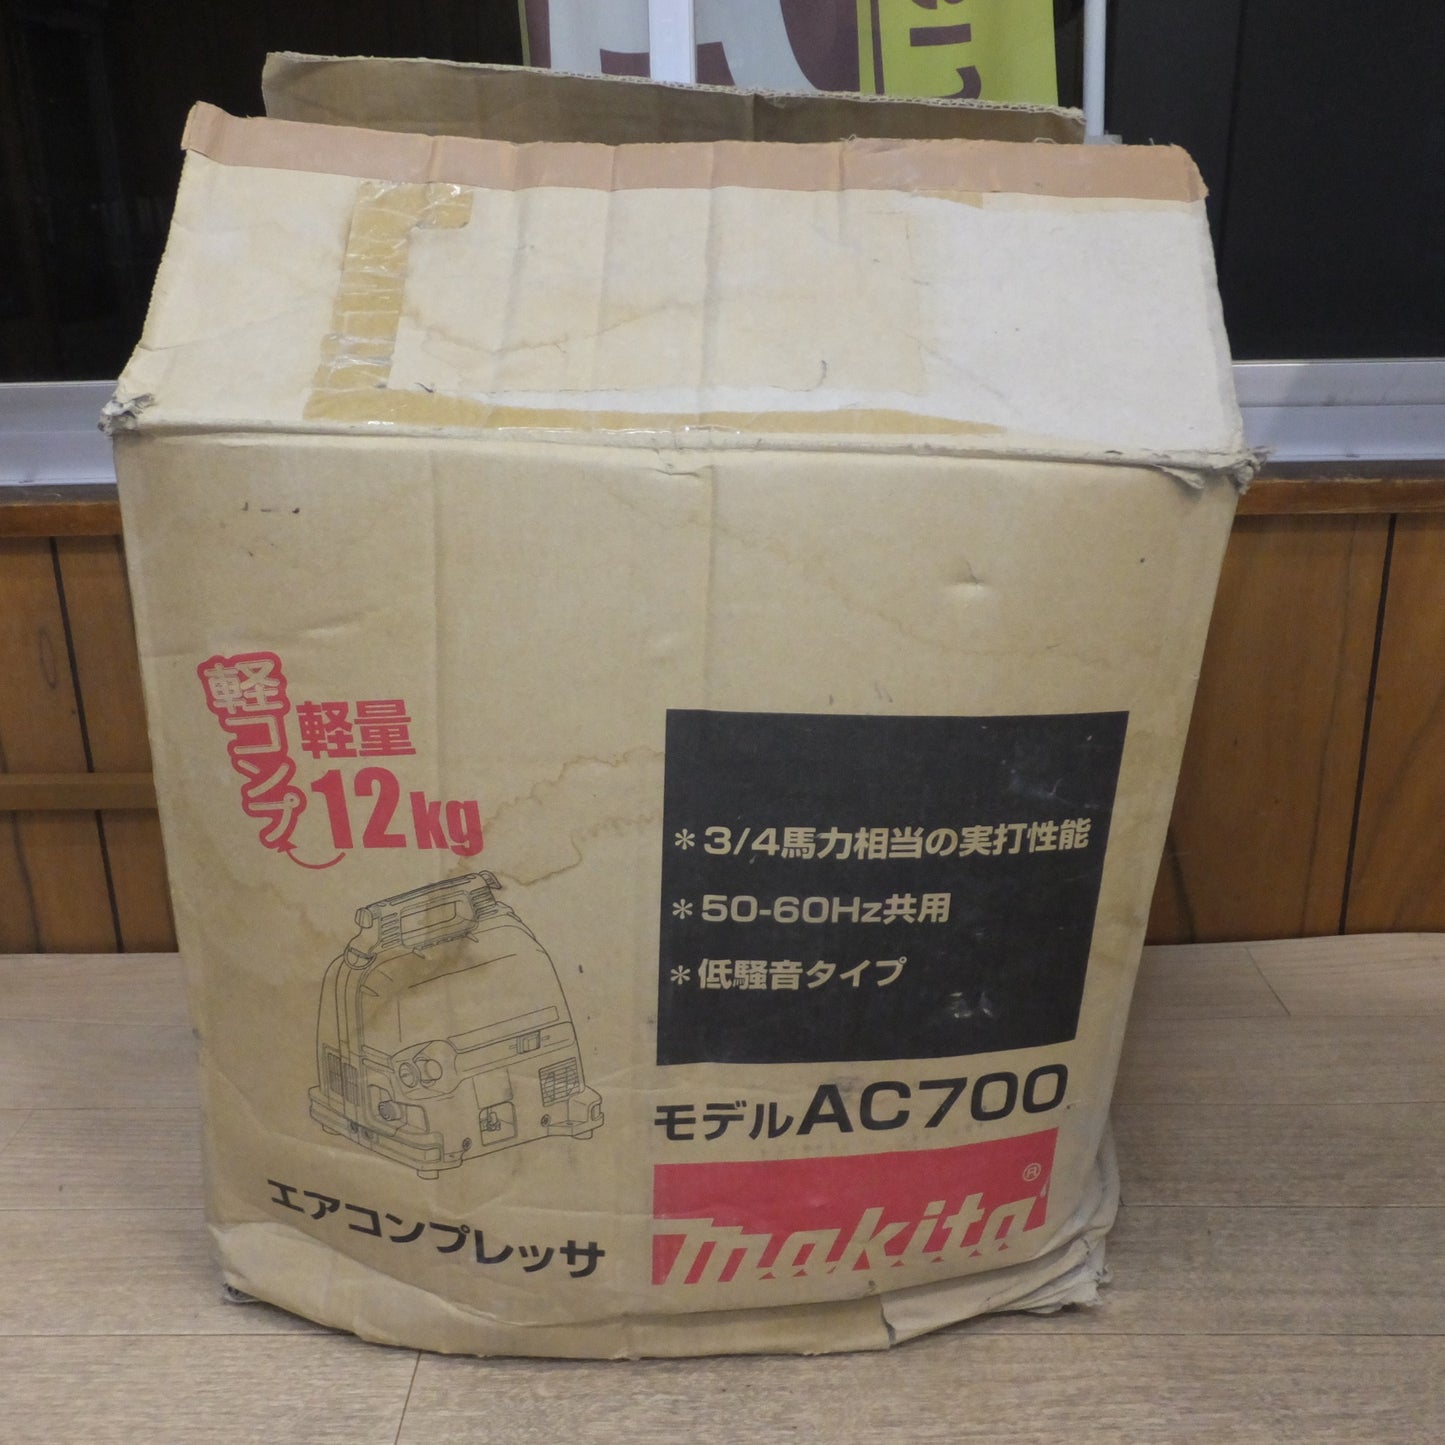 軽コンプ
軽量
12kg
＊3/4馬力相当の実打性能
＊50-60Hz共用
＊低騒音タイプ
モデルAC700
makita®
エアコンプレッサ